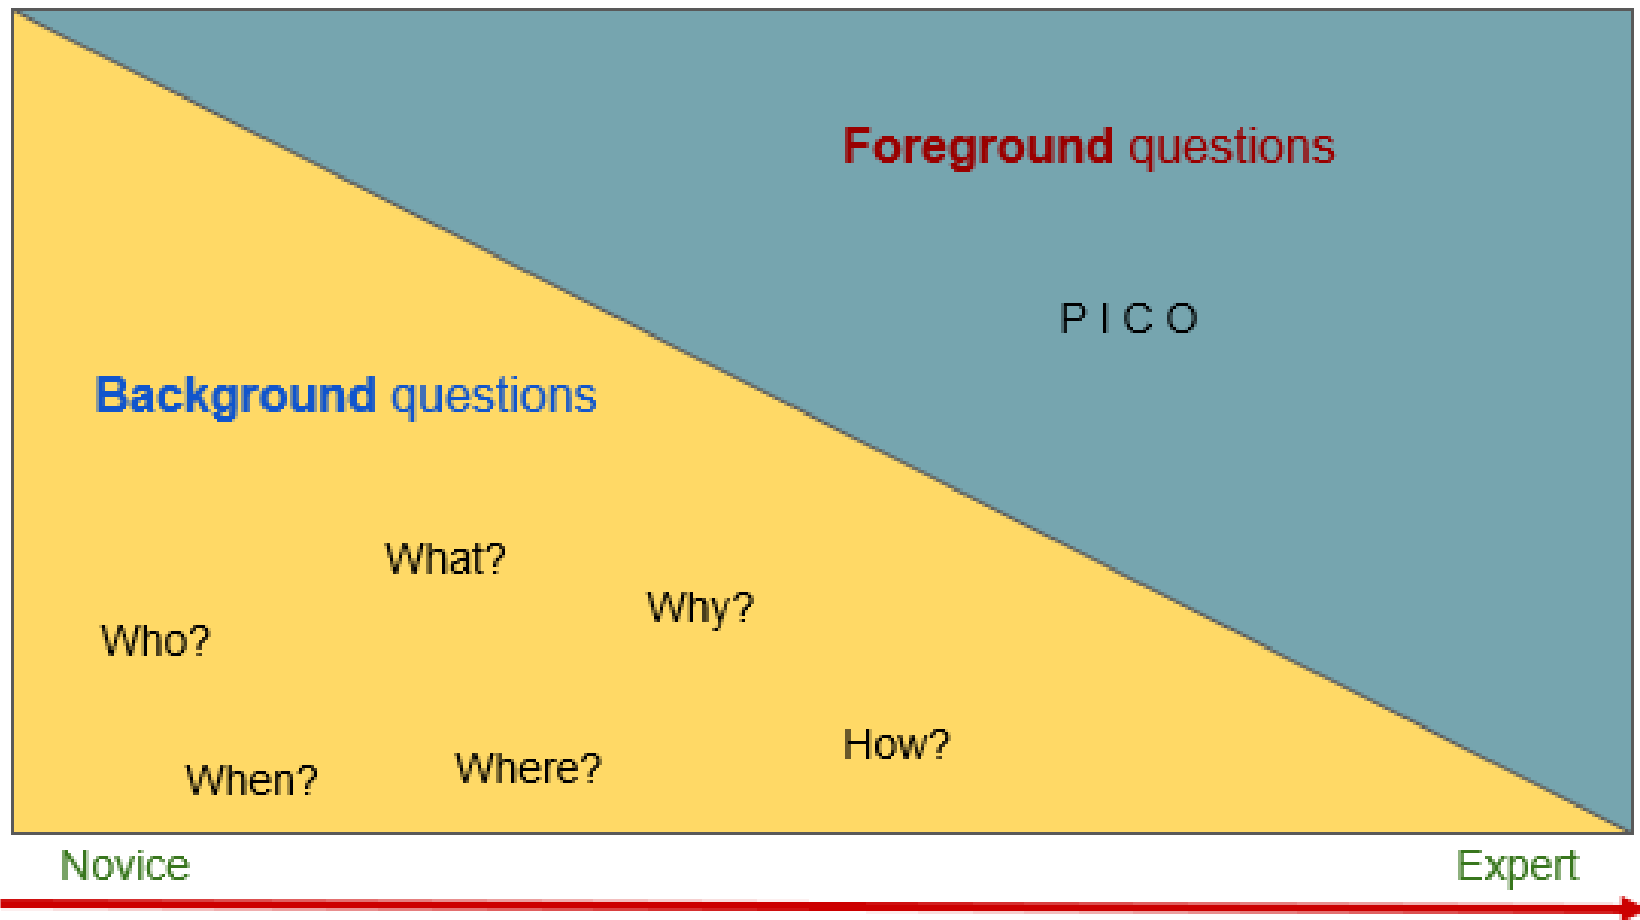 Foreground questions
P I C O
Background questions
What?
Why?
Who?
How?
Where?
When?
Novice
Expert